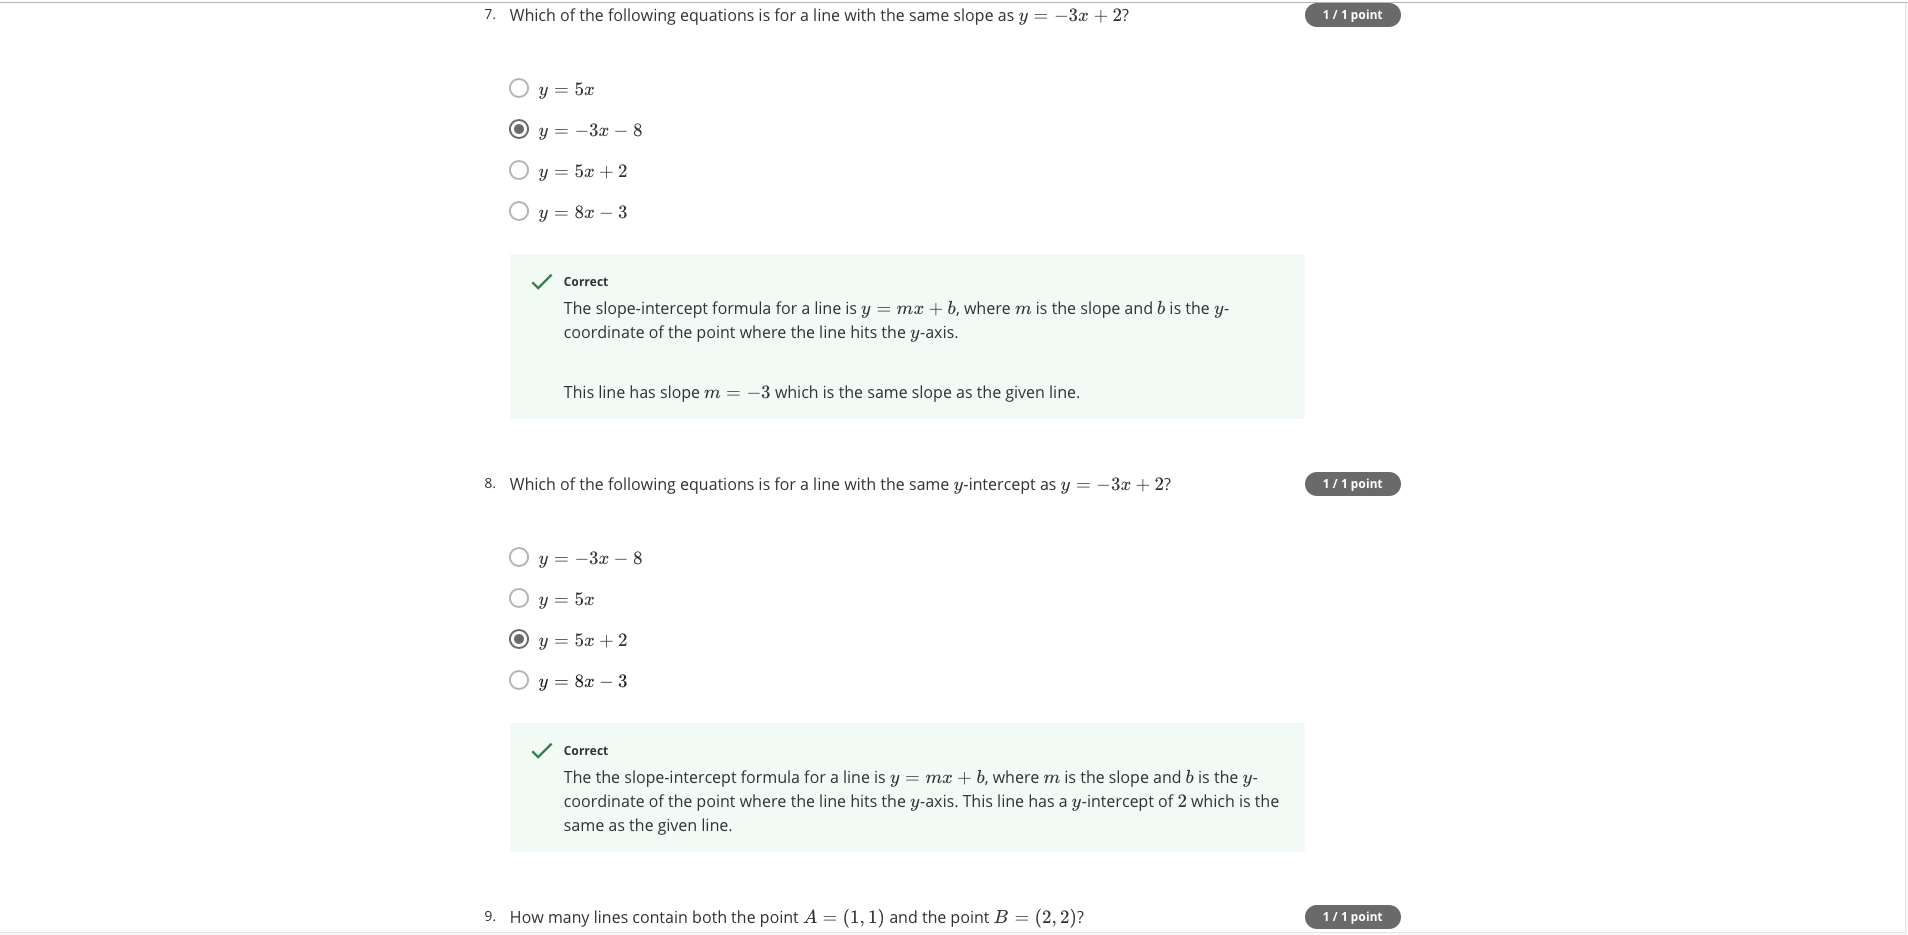 7. Which of the following equations is for a line with the same slope as y = −3x + 2?
1 / 1 point
y = 5x
y = −3x − 8
y = 5x + 2
y = 8x − 3
Correct
The slope-intercept formula for a line is y = mx + b, where m is the slope and b is the y-
coordinate of the point where the line hits the y-axis.
This line has slope m = −3 which is the same slope as the given line.
8. Which of the following equations is for a line with the same y-intercept as y = −3x + 2?
1 / 1 point
y = −3x − 8
y = 5x
y = 5x + 2
y = 8x − 3
Correct
The the slope-intercept formula for a line is y = mx + b, where m is the slope and b is the y-
coordinate of the point where the line hits the y-axis. This line has a y-intercept of 2 which is the
same as the given line.
9. How many lines contain both the point A = (1, 1) and the point B = (2, 2)?
1 / 1 point